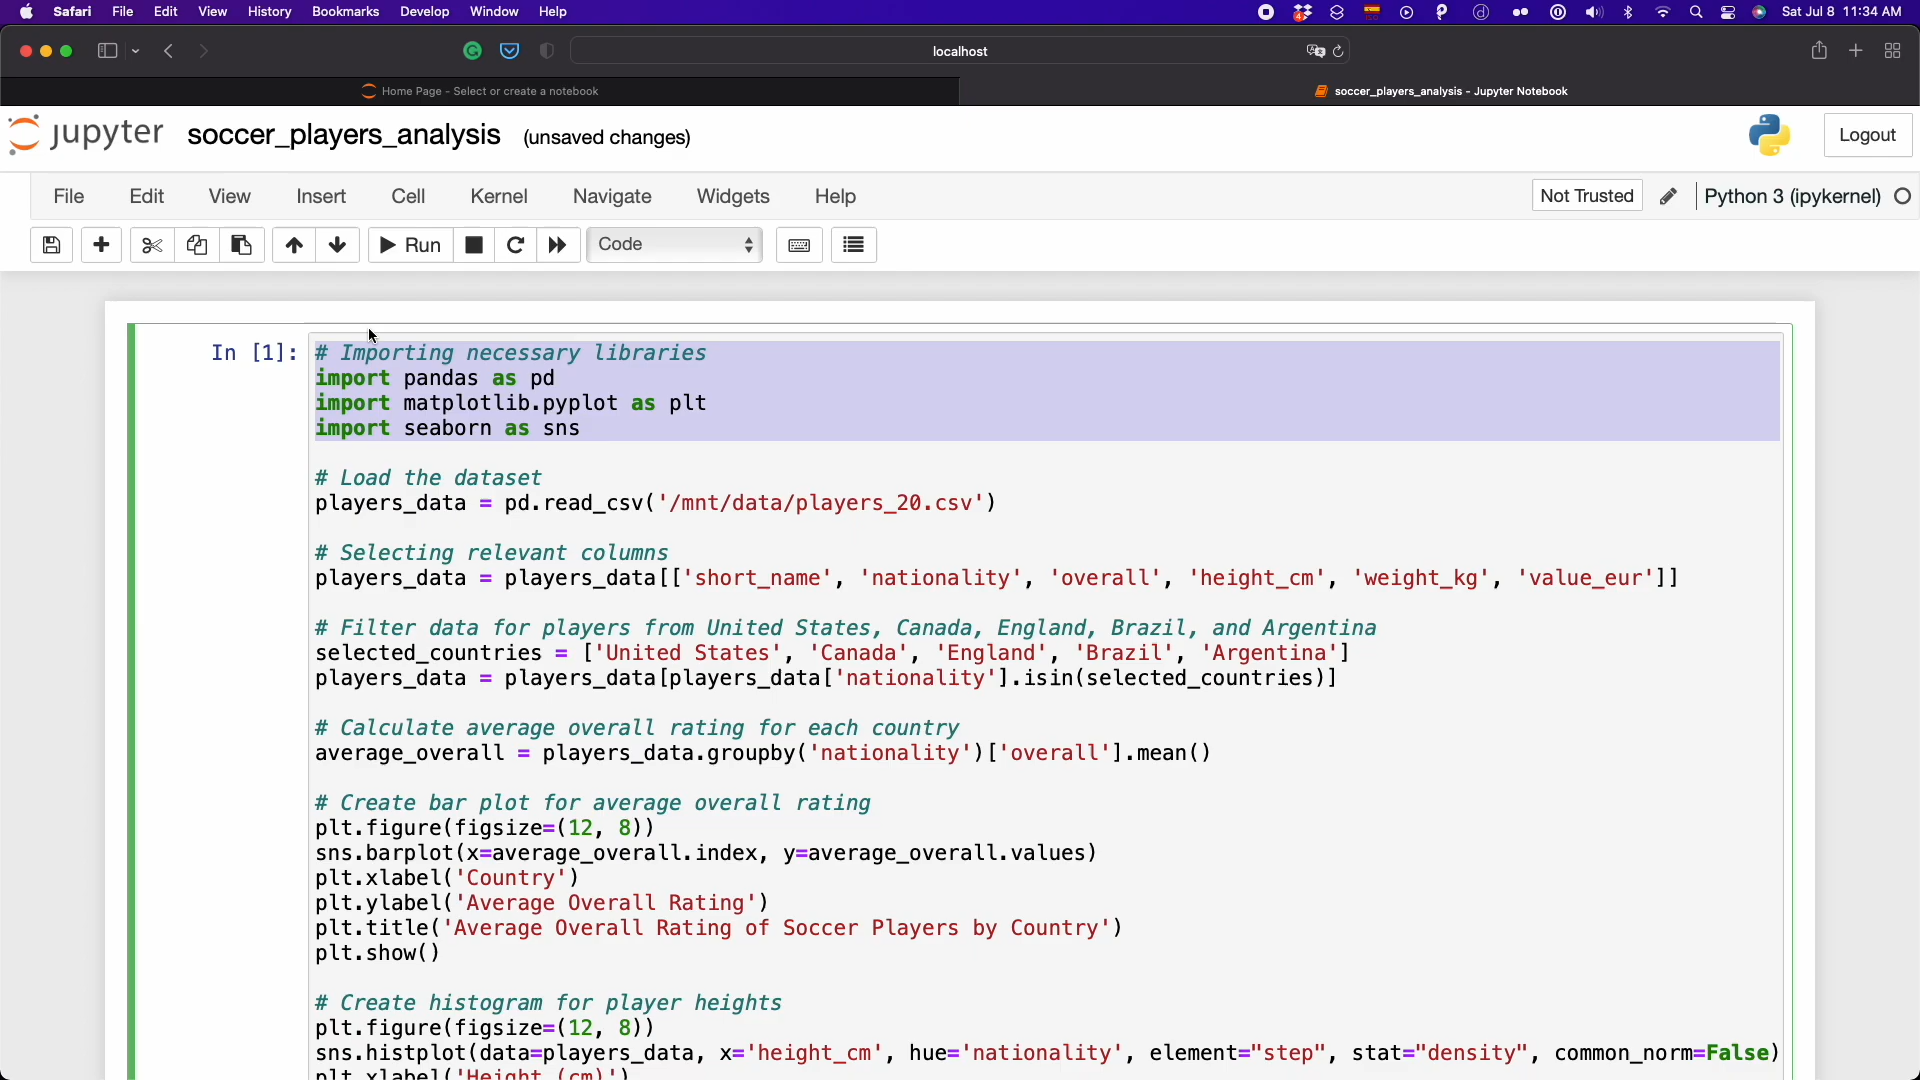 Safari File Edit View History Bookmarks Develop Window Help Sat Jul 8 11:34 AM
localhost
Home Page - Select or create a notebook
soccer_players_analysis - Jupyter Notebook
jupyter soccer_players_analysis (unsaved changes) Logout
File Edit View Insert Cell Kernel Navigate Widgets Help Not Trusted Python 3 (ipykernel)
Run Code
In [1]: # Importing necessary libraries
import pandas as pd
import matplotlib.pyplot as plt
import seaborn as sns
# Load the dataset
players_data = pd.read_csv('/mnt/data/players_20.csv')
# Selecting relevant columns
players_data = players_data[['short_name', 'nationality', 'overall', 'height_cm', 'weight_kg', 'value_eur']]
# Filter data for players from United States, Canada, England, Brazil, and Argentina
selected_countries = ['United States', 'Canada', 'England', 'Brazil', 'Argentina']
players_data = players_data[players_data['nationality'].isin(selected_countries)]
# Calculate average overall rating for each country
average_overall = players_data.groupby('nationality')['overall'].mean()
# Create bar plot for average overall rating
plt.figure(figsize=(12, 8))
sns.barplot(x=average_overall.index, y=average_overall.values)
plt.xlabel('Country')
plt.ylabel('Average Overall Rating')
plt.title('Average Overall Rating of Soccer Players by Country')
plt.show()
# Create histogram for player heights
plt.figure(figsize=(12, 8))
sns.histplot(data=players_data, x='height_cm', hue='nationality', element="step", stat="density", common_norm=False)
plt.xlabel('Height (cm)')